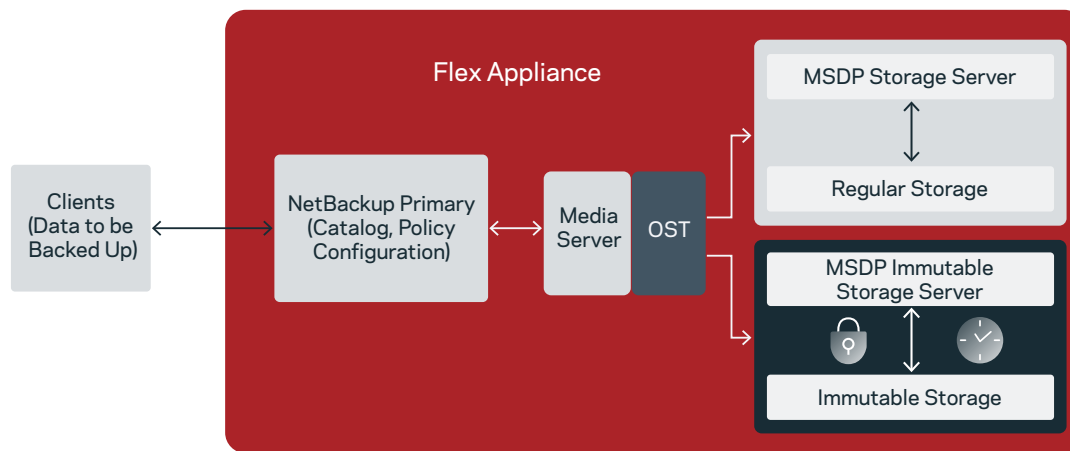 Flex Appliance
Clients
(Data to be
Backed Up)
NetBackup Primary
(Catalog, Policy
Configuration)
Media
Server
OST
MSDP Storage Server
Regular Storage
MSDP Immutable
Storage Server
Immutable Storage